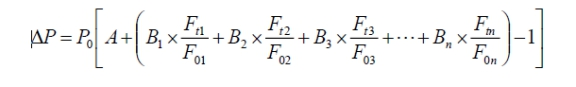 ΔP = P₀[A + (B₁ × Fₜ₁/F₀₁ + B₂ × Fₜ₂/F₀₂ + B₃ × Fₜ₃/F₀₃ + ⋯ + Bₙ × Fₜₙ/F₀ₙ) − 1]